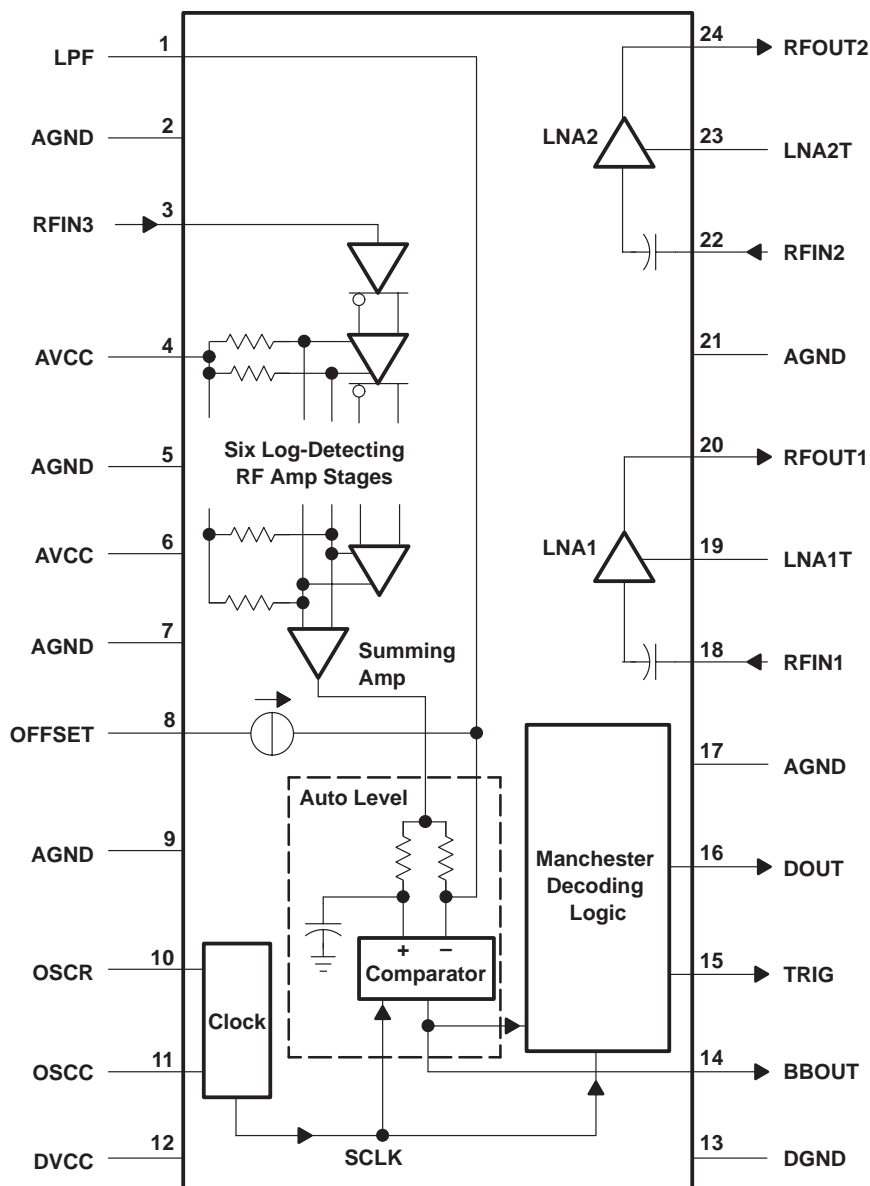 LPF
1
AGND
2
RFIN3
3
AVCC
4
AGND
5
AVCC
6
AGND
7
OFFSET
8
AGND
9
OSCR
10
OSCC
11
DVCC
12
Six Log-Detecting
RF Amp Stages
Summing
Amp
Auto Level
+
−
Comparator
Clock
SCLK
Manchester
Decoding
Logic
LNA2
LNA1
24
RFOUT2
23
LNA2T
22
RFIN2
21
AGND
20
RFOUT1
19
LNA1T
18
RFIN1
17
AGND
16
DOUT
15
TRIG
14
BBOUT
13
DGND